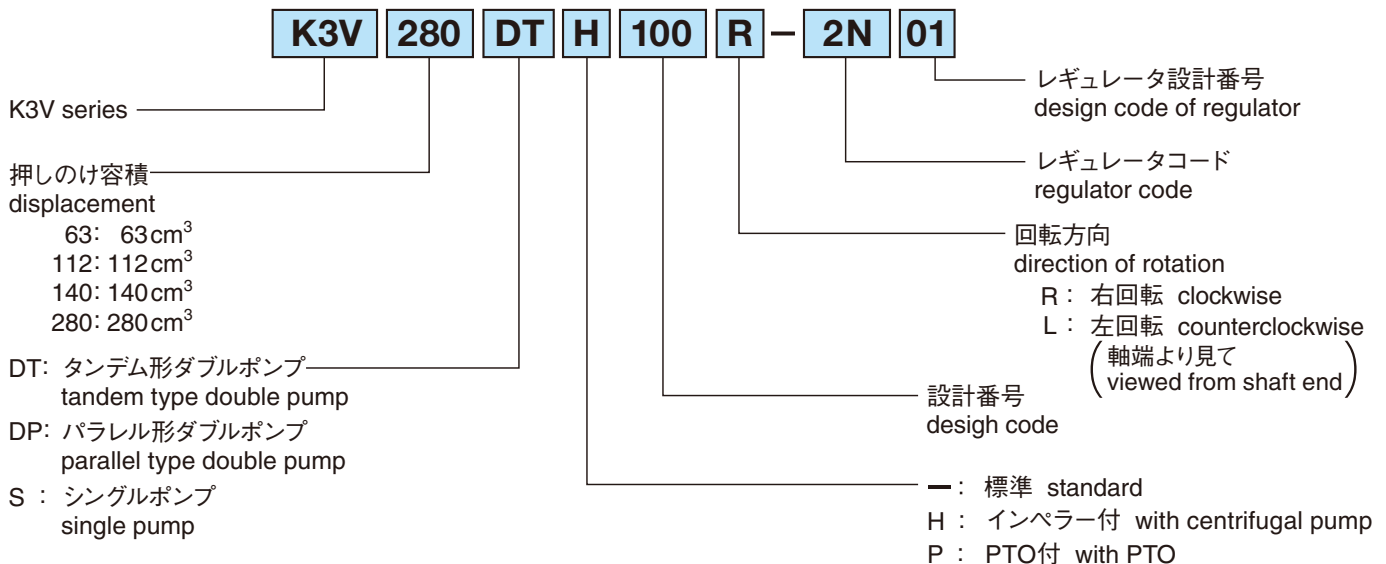 K3V 280 DT H 100 R – 2N 01
K3V series
押しのけ容積
displacement
63: 63cm³
112: 112cm³
140: 140cm³
280: 280cm³
DT: タンデム形ダブルポンプ
tandem type double pump
DP: パラレル形ダブルポンプ
parallel type double pump
S : シングルポンプ
single pump
レギュレータ設計番号
design code of regulator
レギュレータコード
regulator code
回転方向
direction of rotation
R : 右回転 clockwise
L : 左回転 counterclockwise
(軸端より見て
viewed from shaft end)
設計番号
desigh code
ー: 標準 standard
H : インペラー付 with centrifugal pump
P : PTO付 with PTO